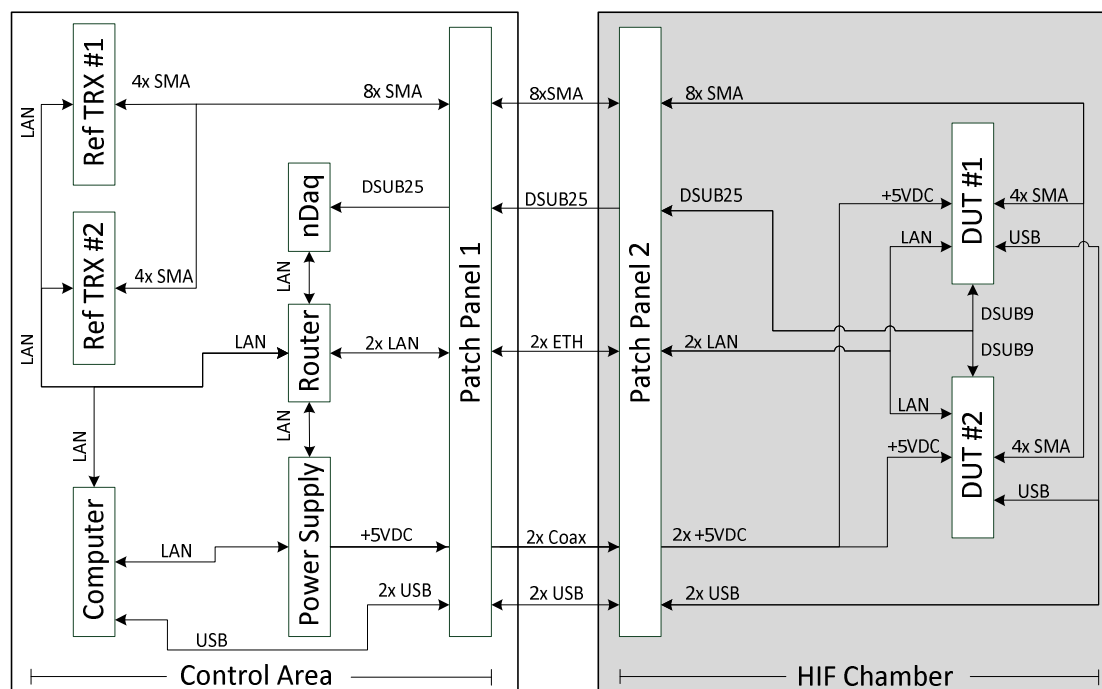 Ref TRX #1
4x SMA
LAN
8x SMA
Ref TRX #2
4x SMA
LAN
nDaq
DSUB25
LAN
Router
LAN
2x LAN
LAN
Power Supply
+5VDC
LAN
Computer
LAN
USB
2x USB
Patch Panel 1
Control Area
8xSMA
DSUB25
2x ETH
2x Coax
2x USB
Patch Panel 2
8x SMA
DSUB25
2x LAN
2x +5VDC
2x USB
+5VDC
LAN
DUT #1
4x SMA
USB
DSUB9
DSUB9
LAN
+5VDC
DUT #2
4x SMA
USB
HIF Chamber